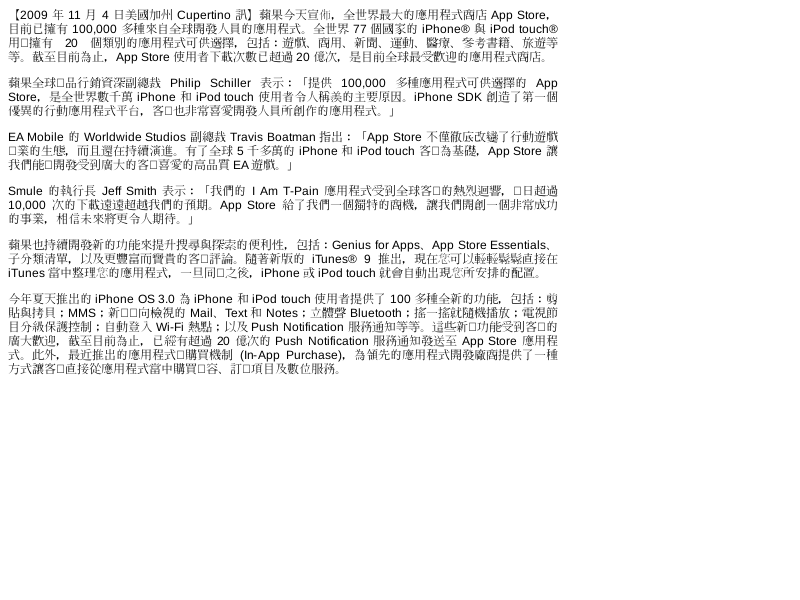 【2009 年 11 月 4 日美國加州 Cupertino 訊】蘋果今天宣佈，全世界最大的應用程式商店 App Store，
目前已擁有 100,000 多種來自全球開發人員的應用程式。全世界 77 個國家的 iPhone® 與 iPod touch®
用□擁有 20 個類別的應用程式可供選擇，包括：遊戲、商用、新聞、運動、醫療、參考書籍、旅遊等
等。截至目前為止，App Store 使用者下載次數已超過 20 億次，是目前全球最受歡迎的應用程式商店。
蘋果全球□品行銷資深副總裁 Philip Schiller 表示：「提供 100,000 多種應用程式可供選擇的 App
Store，是全世界數千萬 iPhone 和 iPod touch 使用者令人稱羨的主要原因。iPhone SDK 創造了第一個
優異的行動應用程式平台，客□也非常喜愛開發人員所創作的應用程式。」
EA Mobile 的 Worldwide Studios 副總裁 Travis Boatman 指出：「App Store 不僅徹底改變了行動遊戲
□業的生態，而且還在持續演進。有了全球 5 千多萬的 iPhone 和 iPod touch 客□為基礎，App Store 讓
我們能□開發受到廣大的客□喜愛的高品質 EA 遊戲。」
Smule 的執行長 Jeff Smith 表示：「我們的 I Am T-Pain 應用程式受到全球客□的熱烈迴響，□日超過
10,000 次的下載遠遠超越我們的預期。App Store 給了我們一個獨特的商機，讓我們開創一個非常成功
的事業，相信未來將更令人期待。」
蘋果也持續開發新的功能來提升搜尋與探索的便利性，包括：Genius for Apps、App Store Essentials、
子分類清單，以及更豐富而寶貴的客□評論。隨著新版的 iTunes® 9 推出，現在您可以輕輕鬆鬆直接在
iTunes 當中整理您的應用程式，一旦同□之後，iPhone 或 iPod touch 就會自動出現您所安排的配置。
今年夏天推出的 iPhone OS 3.0 為 iPhone 和 iPod touch 使用者提供了 100 多種全新的功能，包括：剪
貼與拷貝；MMS；新□□向檢視的 Mail、Text 和 Notes；立體聲 Bluetooth；搖一搖就隨機播放；電視節
目分級保護控制；自動登入 Wi-Fi 熱點；以及 Push Notification 服務通知等等。這些新□功能受到客□的
廣大歡迎，截至目前為止，已經有超過 20 億次的 Push Notification 服務通知發送至 App Store 應用程
式。此外，最近推出的應用程式□購買機制 (In-App Purchase)，為領先的應用程式開發廠商提供了一種
方式讓客□直接從應用程式當中購買□容、訂□項目及數位服務。